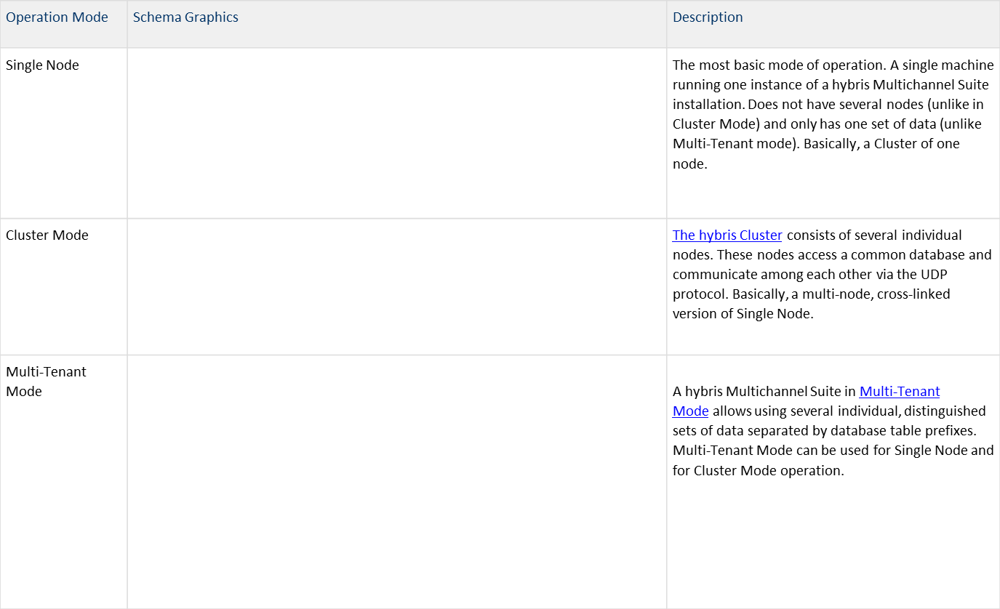 Operation Mode
Schema Graphics
Description
Single Node
The most basic mode of operation. A single machine
running one instance of a hybris Multichannel Suite
installation. Does not have several nodes (unlike in
Cluster Mode) and only has one set of data (unlike
Multi-Tenant mode). Basically, a Cluster of one
node.
Cluster Mode
The hybris Cluster consists of several individual
nodes. These nodes access a common database and
communicate among each other via the UDP
protocol. Basically, a multi-node, cross-linked
version of Single Node.
Multi-Tenant
Mode
A hybris Multichannel Suite in Multi-Tenant
Mode allows using several individual, distinguished
sets of data separated by database table prefixes.
Multi-Tenant Mode can be used for Single Node and
for Cluster Mode operation.